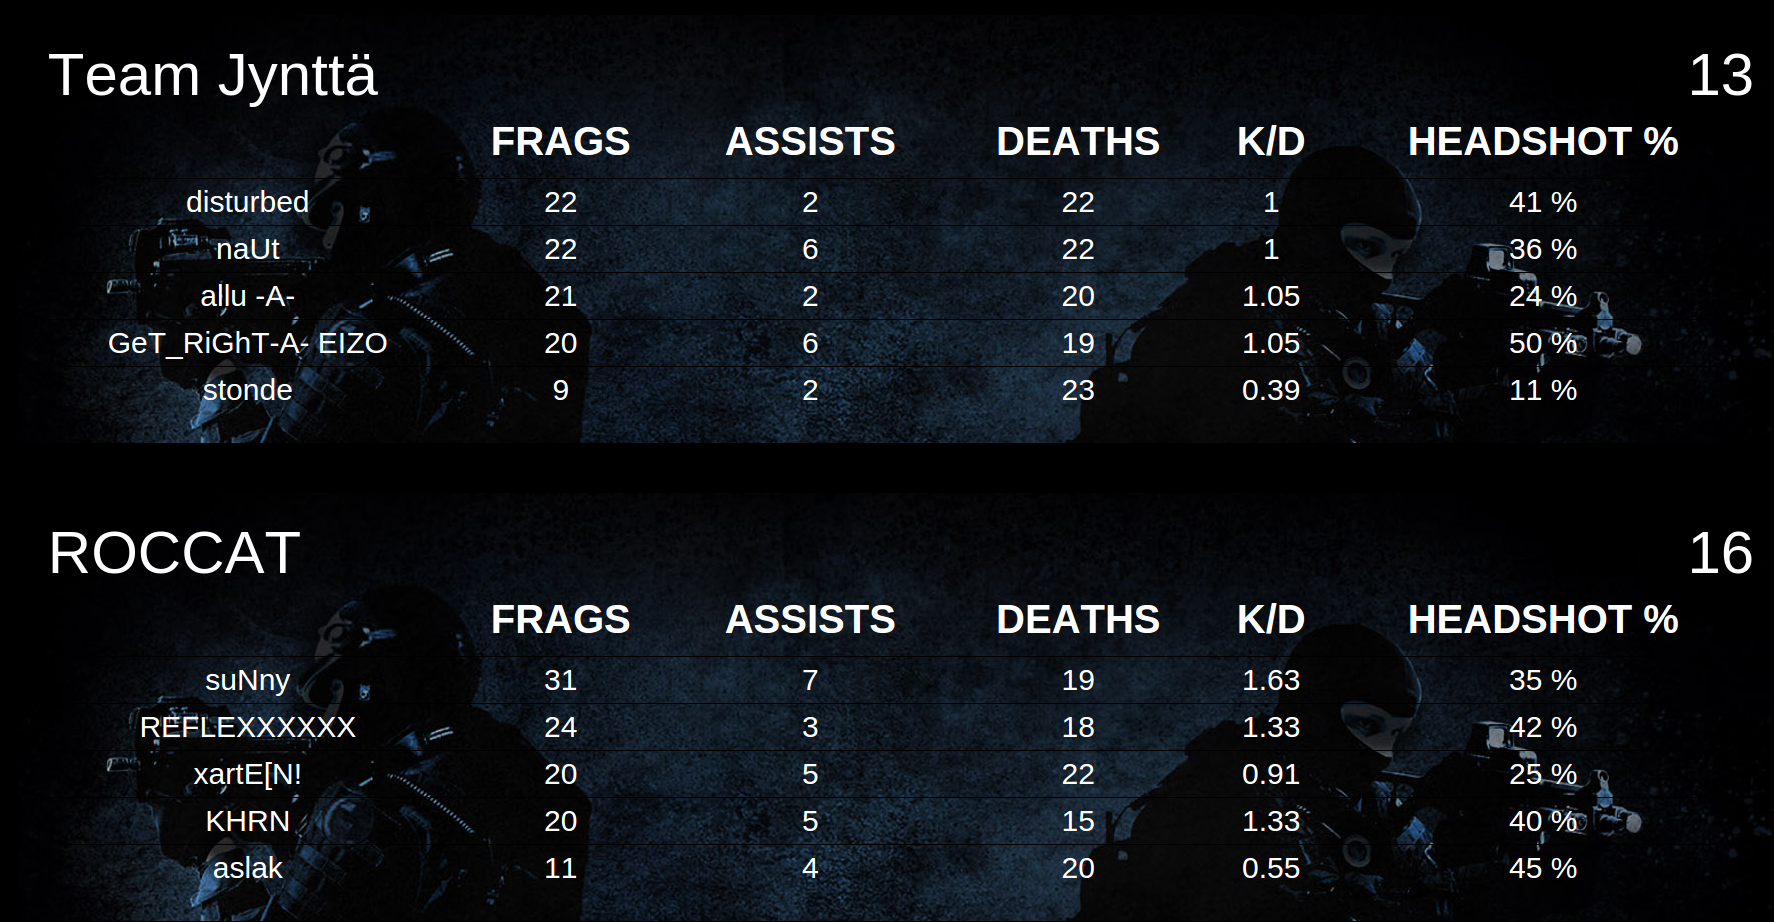 Team Jynttä 13
FRAGS ASSISTS DEATHS K/D HEADSHOT %
disturbed 22 2 22 1 41 %
naUt 22 6 22 1 36 %
allu -A- 21 2 20 1.05 24 %
GeT_RiGhT-A- EIZO 20 6 19 1.05 50 %
stonde 9 2 23 0.39 11 %
ROCCAT 16
FRAGS ASSISTS DEATHS K/D HEADSHOT %
suNny 31 7 19 1.63 35 %
REFLEXXXXXX 24 3 18 1.33 42 %
xartE[N! 20 5 22 0.91 25 %
KHRN 20 5 15 1.33 40 %
aslak 11 4 20 0.55 45 %